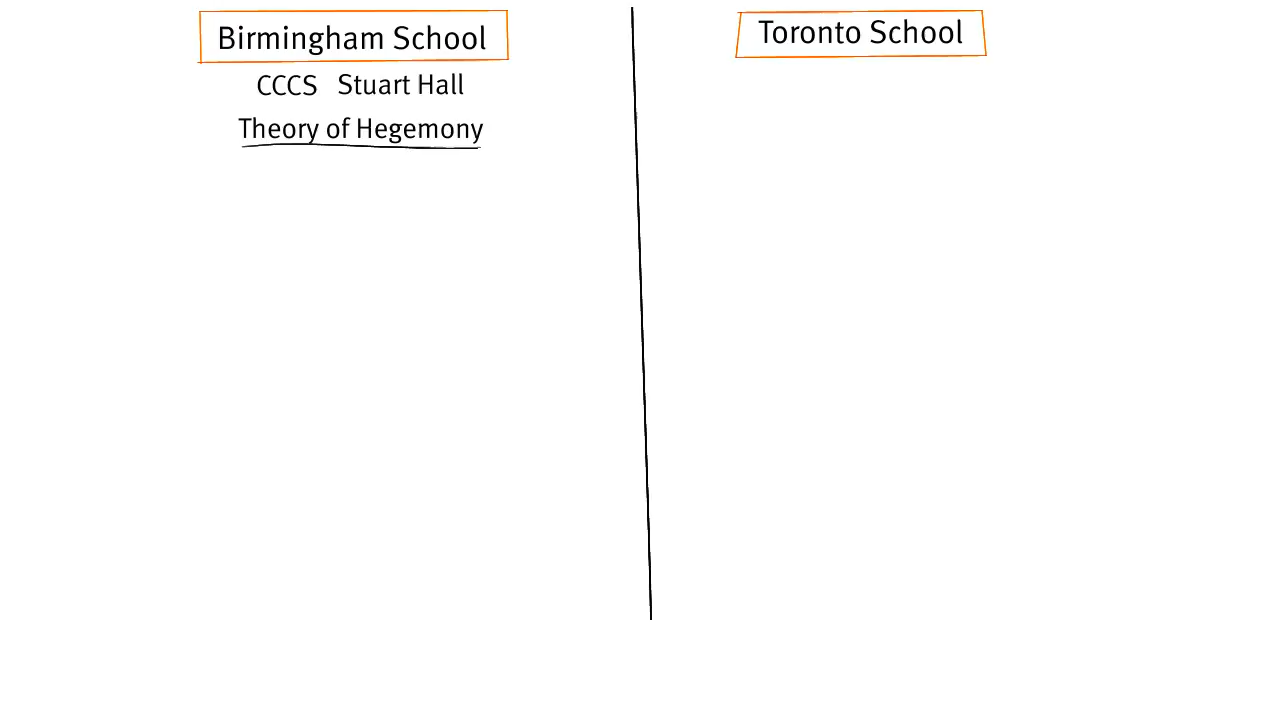 Birmingham School
CCCS Stuart Hall
Theory of Hegemony
Toronto School